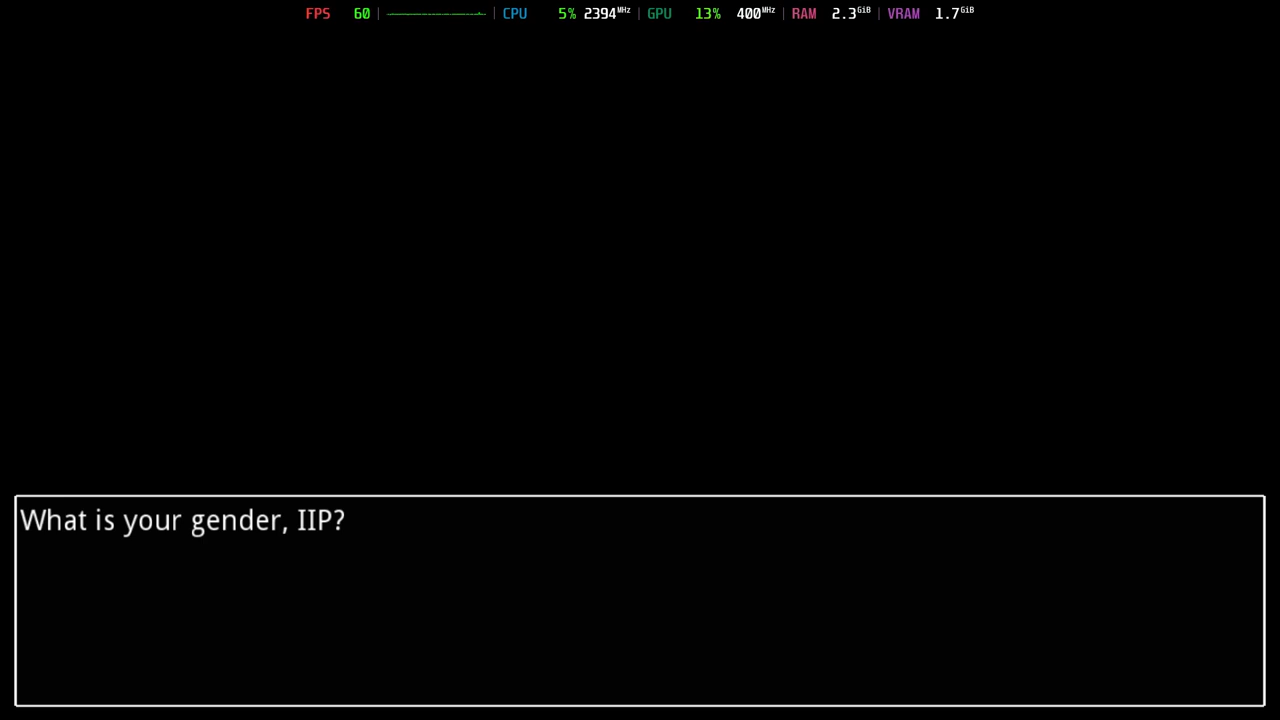 FPS 60 | CPU 5% 2394MHz | GPU 13% 400MHz | RAM 2.3GiB | VRAM 1.7GiB
What is your gender, IIP?